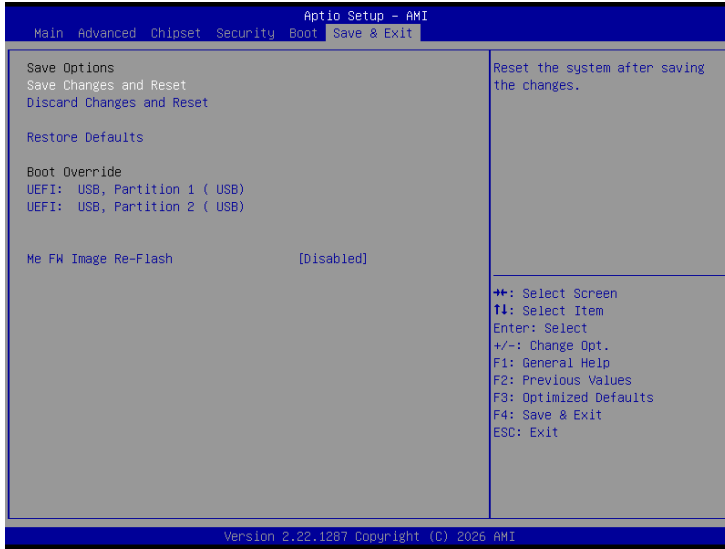 Aptio Setup – AMI
Main Advanced Chipset Security Boot Save & Exit
Save Options
Save Changes and Reset
Discard Changes and Reset
Restore Defaults
Boot Override
UEFI: USB, Partition 1 ( USB)
UEFI: USB, Partition 2 ( USB)
Me FW Image Re–Flash [Disabled]
Reset the system after saving
the changes.
→←: Select Screen
↑↓: Select Item
Enter: Select
+/–: Change Opt.
F1: General Help
F2: Previous Values
F3: Optimized Defaults
F4: Save & Exit
ESC: Exit
Version 2.22.1287 Copyright (C) 2026 AMI